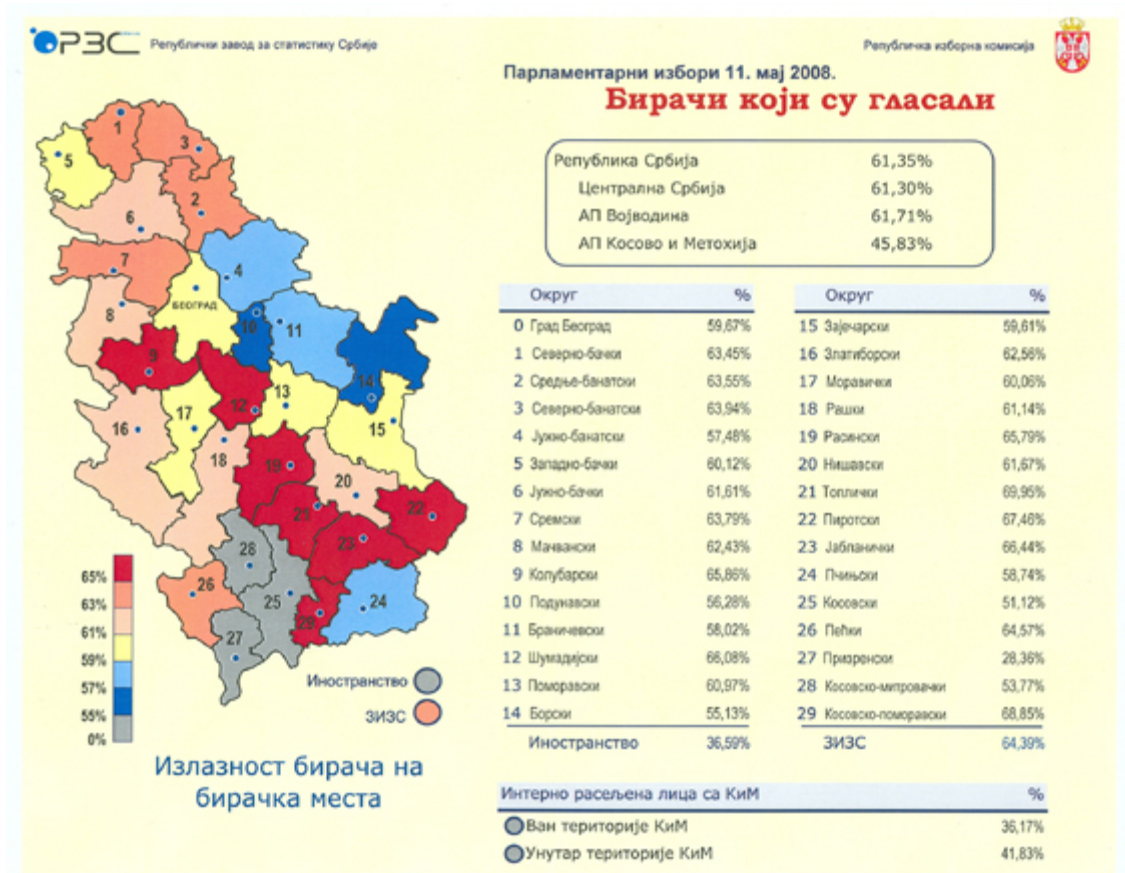 РЗС Републички завод за статистику Србије
Републичка изборна комисија
Парламентарни избори 11. мај 2008.
Бирачи који су гласали
Република Србија 61,35%
Централна Србија 61,30%
АП Војводина 61,71%
АП Косово и Метохија 45,83%
Округ %
0 Град Београд 59,67%
1 Северно-бачки 63,45%
2 Средње-банатски 63,55%
3 Северно-банатски 63,94%
4 Јужно-банатски 57,48%
5 Западно-бачки 60,12%
6 Јужно-бачки 61,61%
7 Сремски 63,79%
8 Мачвански 62,43%
9 Колубарски 65,86%
10 Подунавски 56,28%
11 Браничевски 58,02%
12 Шумадијски 66,08%
13 Поморавски 60,97%
14 Борски 55,13%
Иностранство 36,59%
Округ %
15 Зајечарски 59,61%
16 Златиборски 62,56%
17 Моравички 60,06%
18 Рашки 61,14%
19 Расински 65,79%
20 Нишавски 61,67%
21 Топлички 69,95%
22 Пиротски 67,46%
23 Јабланички 66,44%
24 Пчињски 58,74%
25 Косовски 51,12%
26 Пећки 64,57%
27 Призренски 28,36%
28 Косовско-митровачки 53,77%
29 Косовско-поморавски 68,85%
ЗИЗС 64,39%
Интерно расељена лица са КиМ %
Ван територије КиМ 36,17%
Унутар територије КиМ 41,83%
1
3
5
2
6
7
4
БЕОГРАД
8
10
11
9
14
13
12
17
16
15
18
19
20
21
22
23
28
26
25
24
29
27
65%
63%
61%
59%
57%
55%
0%
Иностранство
ЗИЗС
Излазност бирача на
бирачка места